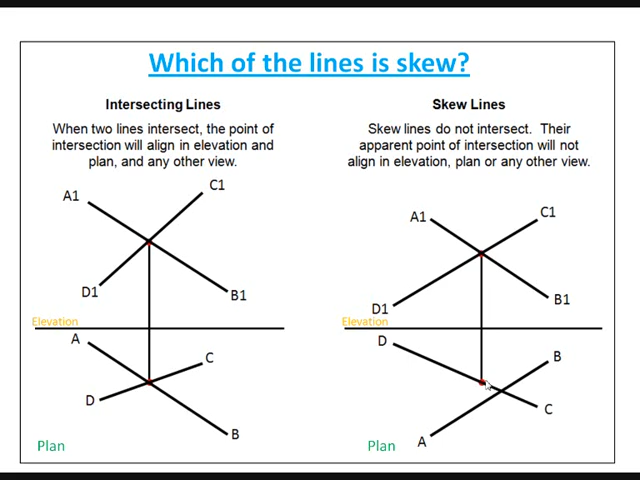 Which of the lines is skew?
Intersecting Lines
When two lines intersect, the point of
intersection will align in elevation and
plan, and any other view.
A1
C1
D1
B1
Elevation
A
C
D
B
Plan
Skew Lines
Skew lines do not intersect. Their
apparent point of intersection will not
align in elevation, plan or any other view.
A1
C1
D1
B1
Elevation
D
B
A
C
Plan